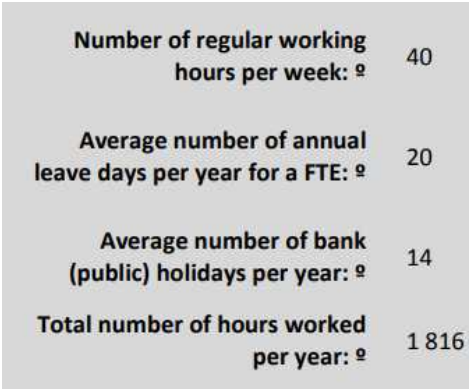 Number of regular working
hours per week: º
40
Average number of annual
leave days per year for a FTE: º
20
Average number of bank
(public) holidays per year: º
14
Total number of hours worked
per year: º
1 816